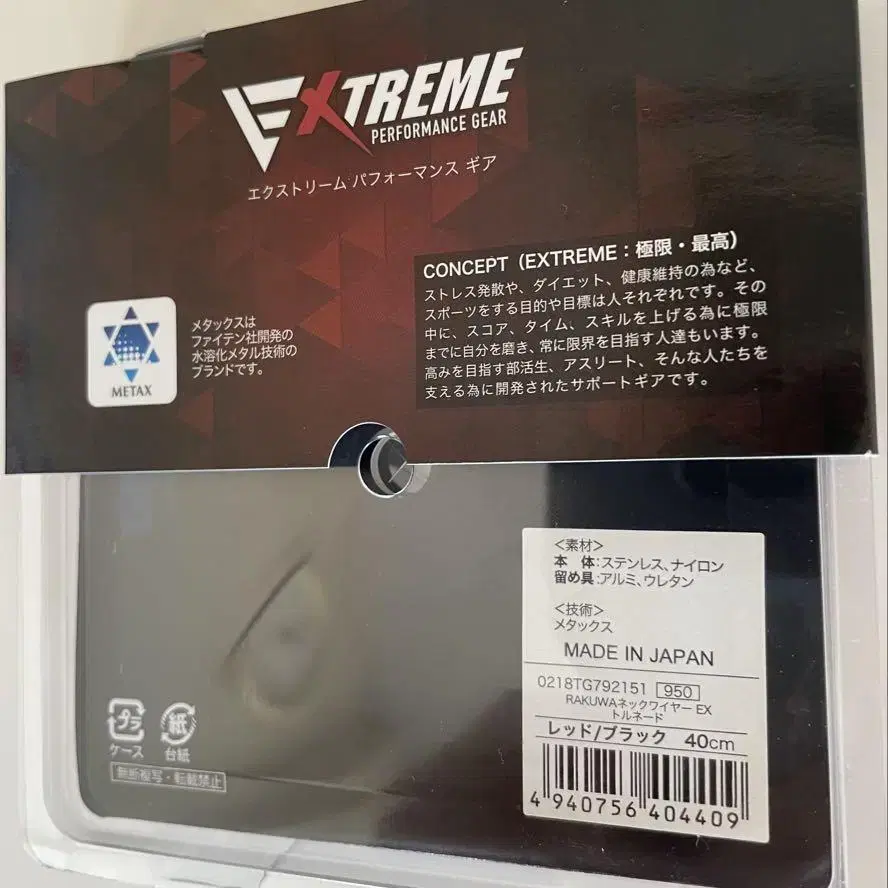 EXTREME
PERFORMANCE GEAR
エクストリーム パフォーマンス ギア
CONCEPT（EXTREME：極限・最高）
ストレス発散や、ダイエット、健康維持の為など、
スポーツをする目的や目標は人それぞれです。その
中に、スコア、タイム、スキルを上げる為に極限
までに自分を磨き、常に限界を目指す人達もいます。
高みを目指す部活生、アスリート、そんな人たちを
支える為に開発されたサポートギアです。
METAX
メタックスは
ファイテン社開発の
水溶化メタル技術の
ブランドです。
＜素材＞
本　体:ステンレス、ナイロン
留め具:アルミ、ウレタン
＜技術＞
メタックス
MADE IN JAPAN
0218TG792151 950
RAKUWAネックワイヤー EX
トルネード
レッド/ブラック 40cm
4 940756 404409
プラ
ケース
紙
台紙
無断複写・転載禁止